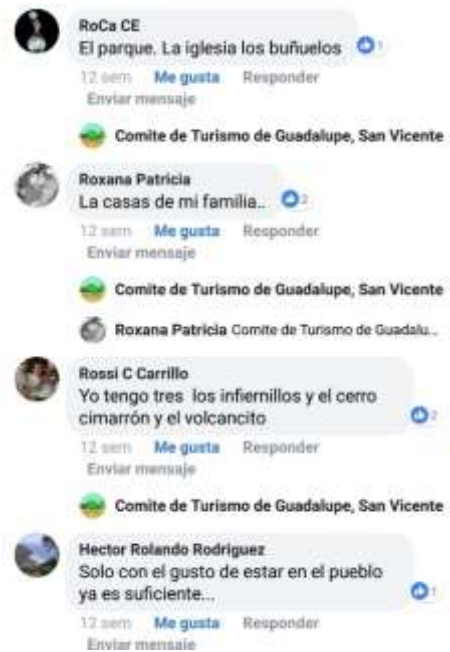 RoCa CE
El parque. La iglesia los buñuelos 1
12 sem Me gusta Responder
Enviar mensaje
Comite de Turismo de Guadalupe, San Vicente
Roxana Patricia
La casas de mi familia.. 2
12 sem Me gusta Responder
Enviar mensaje
Comite de Turismo de Guadalupe, San Vicente
Roxana Patricia Comite de Turismo de Guadalu...
Rossi C Carrillo
Yo tengo tres los infiernillos y el cerro
cimarrón y el volcancito 2
12 sem Me gusta Responder
Enviar mensaje
Comite de Turismo de Guadalupe, San Vicente
Hector Rolando Rodriguez
Solo con el gusto de estar en el pueblo
ya es suficiente... 1
12 sem Me gusta Responder
Enviar mensaje